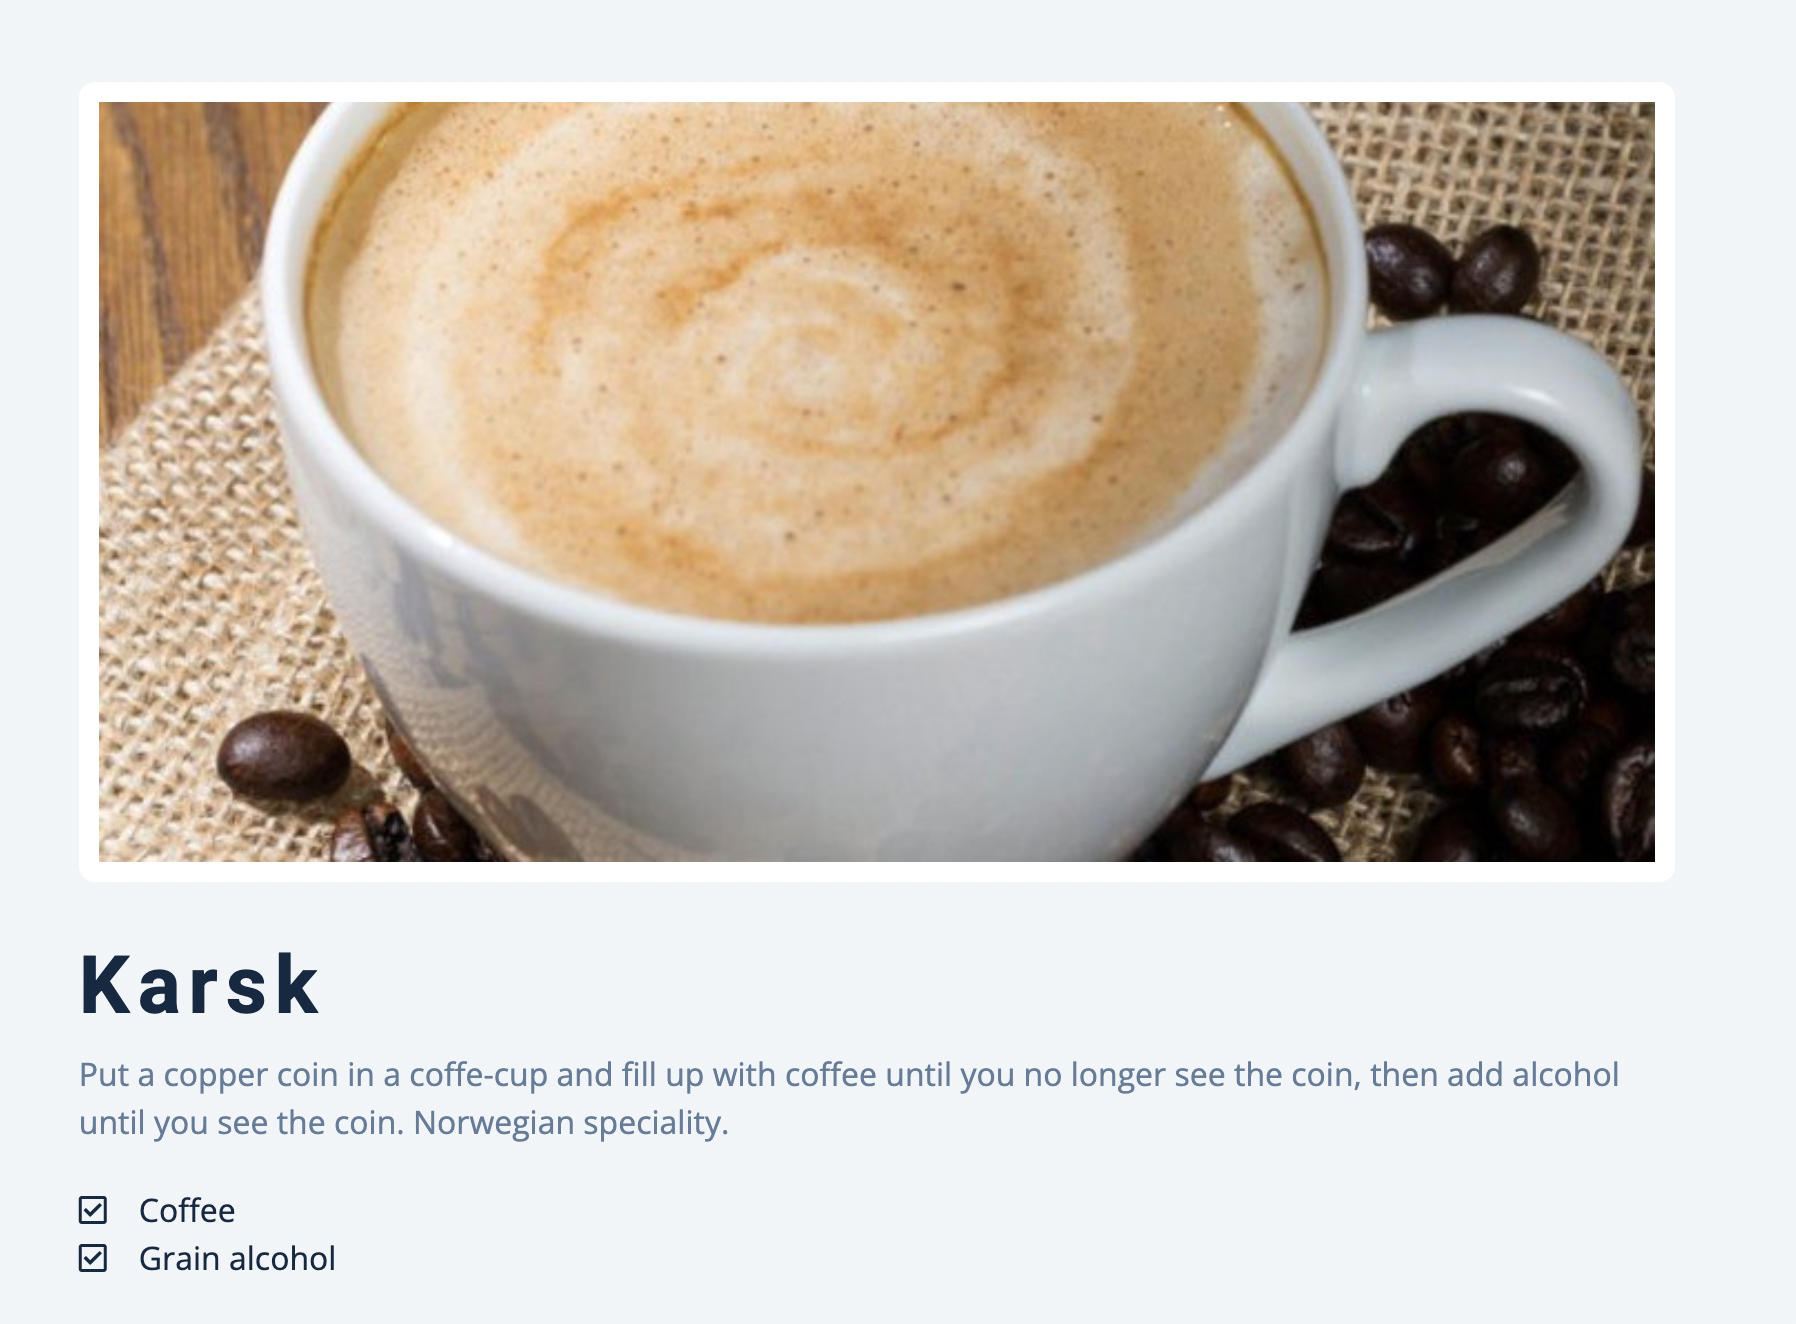 Karsk
Put a copper coin in a coffe-cup and fill up with coffee until you no longer see the coin, then add alcohol
until you see the coin. Norwegian speciality.
Coffee
Grain alcohol